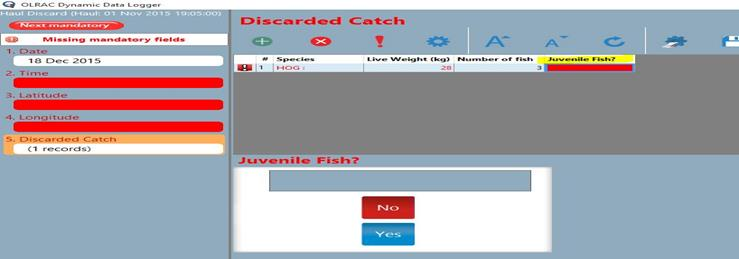 OLRAC Dynamic Data Logger
Haul Discard (Haul: 01 Nov 2015 19:05:00)
Next mandatory
Missing mandatory fields
1. Date
18 Dec 2015
2. Time
3. Latitude
4. Longitude
5. Discarded Catch
(1 records)
Discarded Catch
# Species Live Weight (kg) Number of fish Juvenile Fish?
1 HOG : 28 3
Juvenile Fish?
No
Yes